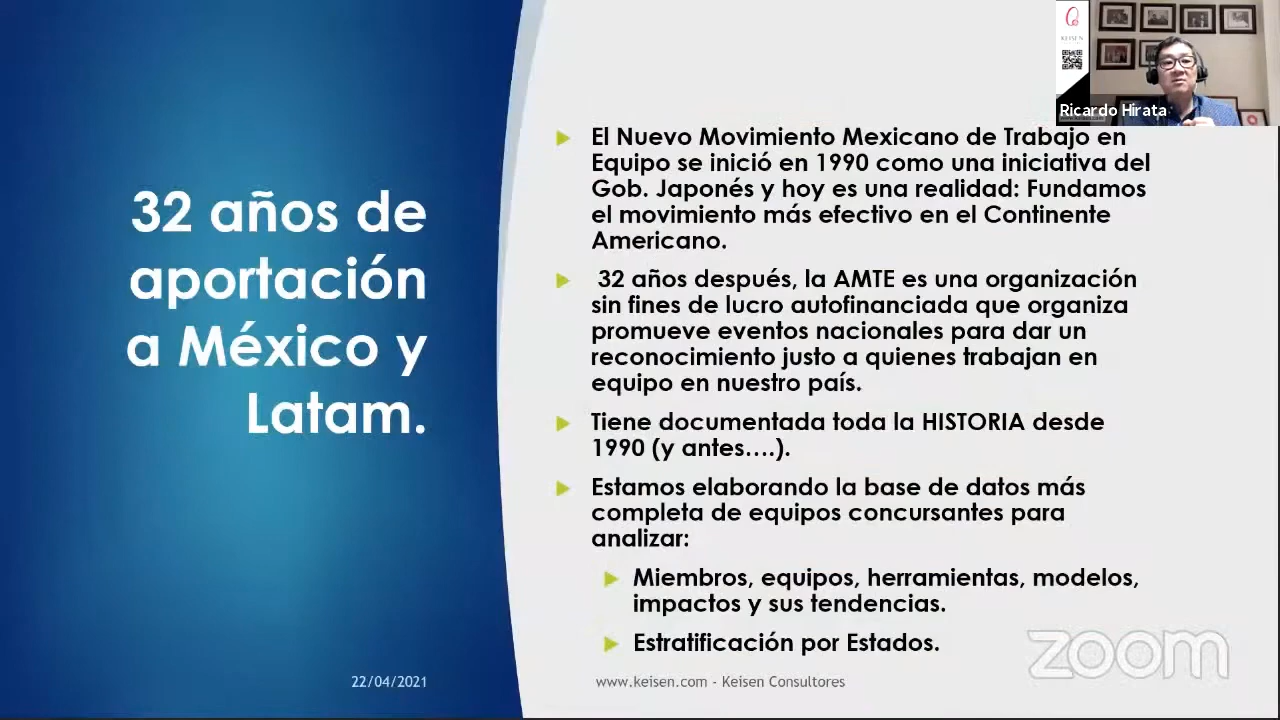 32 años de
aportación
a México y
Latam.
22/04/2021
KEISEN
Ricardo Hirata
El Nuevo Movimiento Mexicano de Trabajo en
Equipo se inició en 1990 como una iniciativa del
Gob. Japonés y hoy es una realidad: Fundamos
el movimiento más efectivo en el Continente
Americano.
32 años después, la AMTE es una organización
sin fines de lucro autofinanciada que organiza
promueve eventos nacionales para dar un
reconocimiento justo a quienes trabajan en
equipo en nuestro país.
Tiene documentada toda la HISTORIA desde
1990 (y antes....).
Estamos elaborando la base de datos más
completa de equipos concursantes para
analizar:
Miembros, equipos, herramientas, modelos,
impactos y sus tendencias.
Estratificación por Estados.
www.keisen.com - Keisen Consultores
zoom